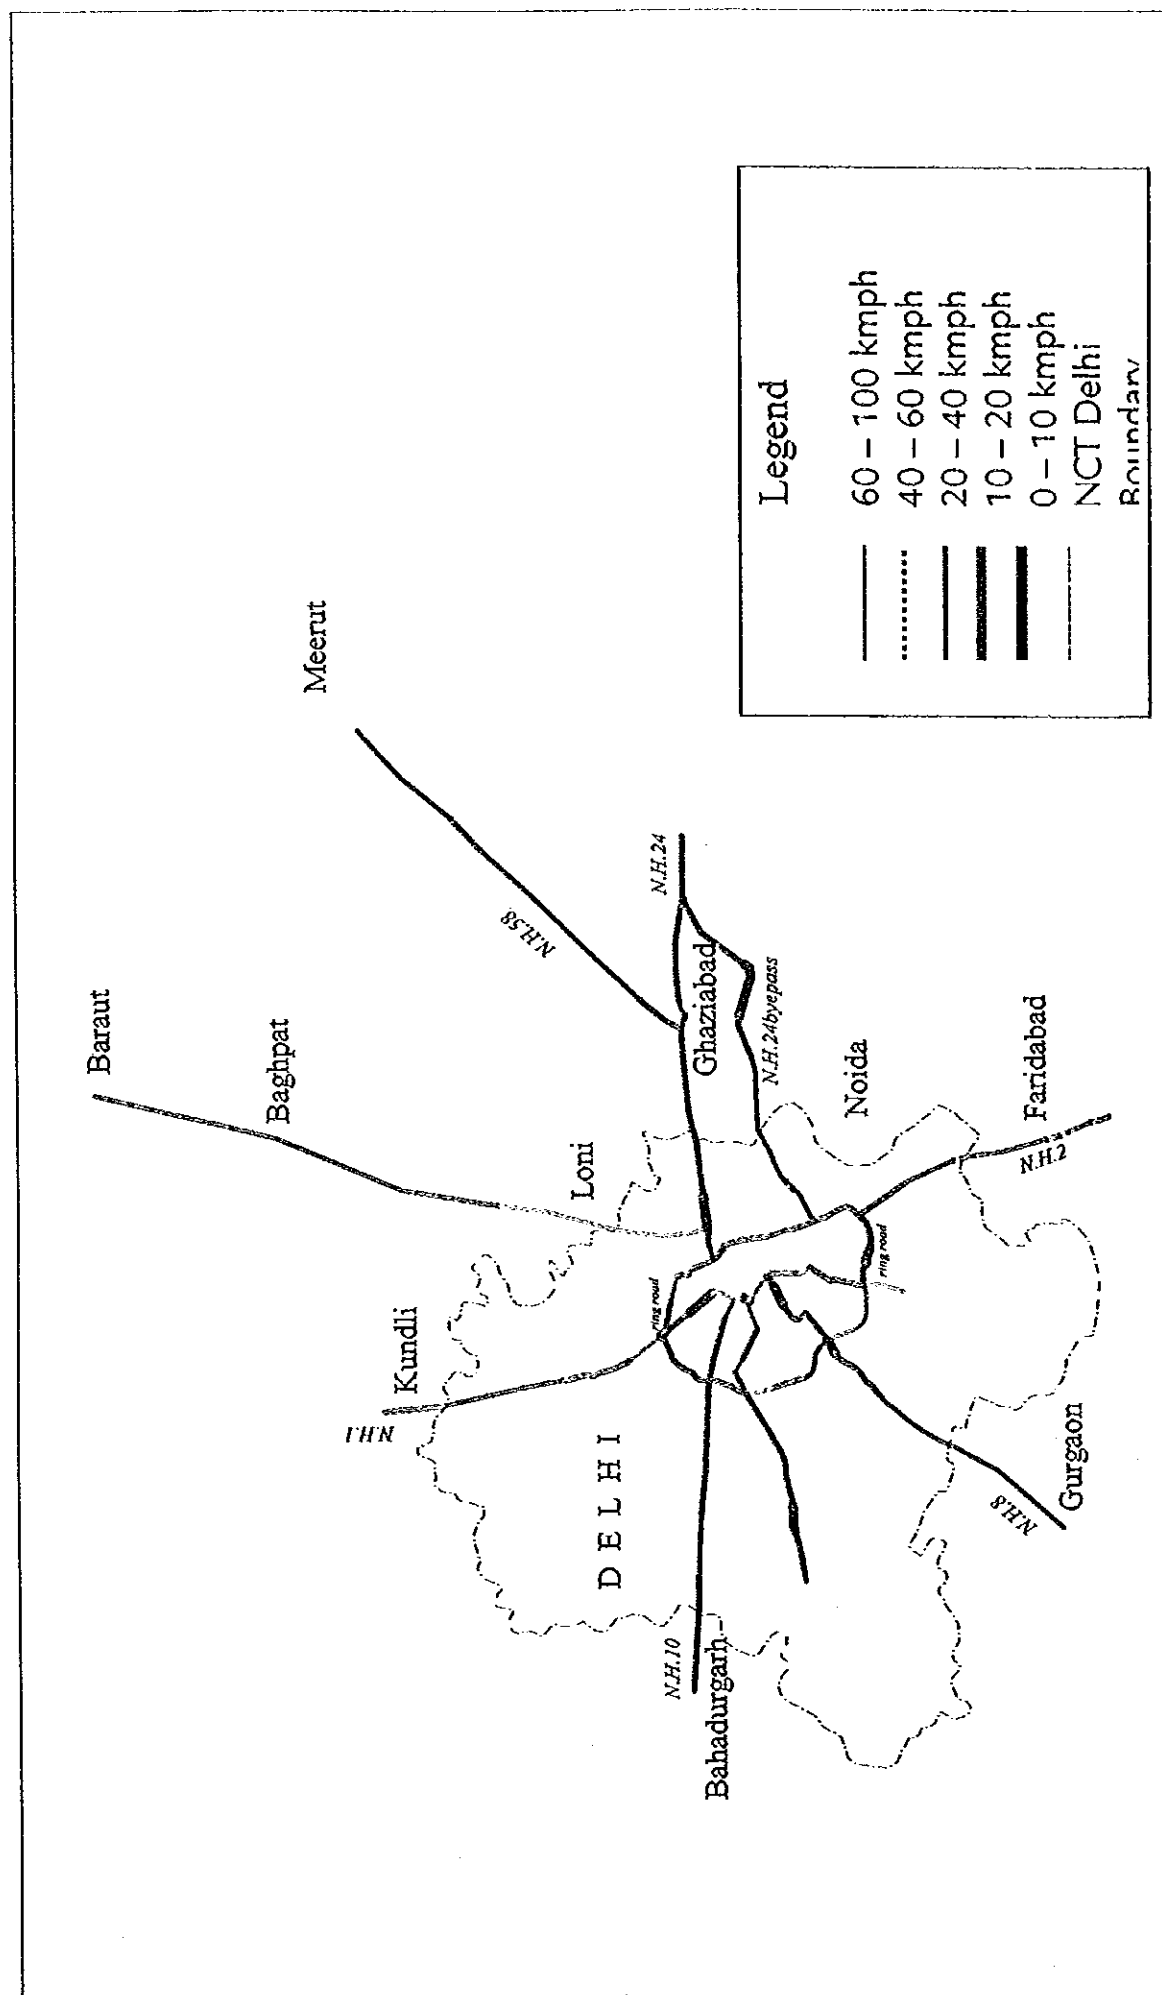 Baraut
Baghpat
Meerut
Kundli
N.H.1
Loni
N.H.58
ring road
N.H.24
Ghaziabad
D E L H I
N.H.10
Bahadurgarh
N.H.24byepass
Noida
ring road
Faridabad
N.H.2
N.H.8
Gurgaon
Legend
60 – 100 kmph
40 – 60 kmph
20 – 40 kmph
10 – 20 kmph
0 – 10 kmph
NCT Delhi
Boundary